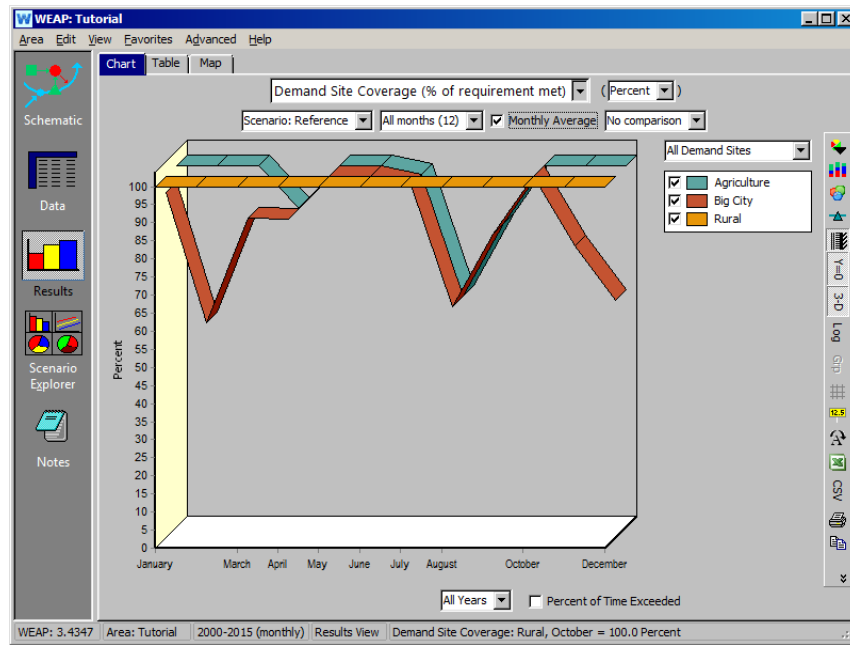 WEAP: Tutorial
Area Edit View Favorites Advanced Help
Chart Table Map
Schematic
Data
Results
Scenario
Explorer
Notes
Demand Site Coverage (% of requirement met) (Percent)
Scenario: Reference All months (12) Monthly Average No comparison
All Demand Sites
Agriculture
Big City
Rural
Percent
100
95
90
85
80
75
70
65
60
55
50
45
40
35
30
25
20
15
10
5
0
January March April May June July August October December
All Years Percent of Time Exceeded
Y=0
3-D
Log
Grp
12.5
CSV
WEAP: 3.4347 Area: Tutorial 2000-2015 (monthly) Results View Demand Site Coverage: Rural, October = 100.0 Percent